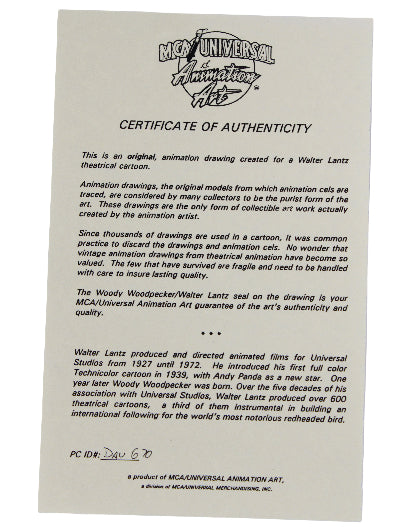 MCA/UNIVERSAL
Animation
Art
CERTIFICATE OF AUTHENTICITY
This is an original, animation drawing created for a Walter Lantz
theatrical cartoon.
Animation drawings, the original models from which animation cels are
traced, are considered by many collectors to be the purist form of the
art. These drawings are the only form of collectible art work actually
created by the animation artist.
Since thousands of drawings are used in a cartoon, it was common
practice to discard the drawings and animation cels. No wonder that
vintage animation drawings from theatrical animation have become so
valued. The few that have survived are fragile and need to be handled
with care to insure lasting quality.
The Woody Woodpecker/Walter Lantz seal on the drawing is your
MCA/Universal Animation Art guarantee of the art's authenticity and
quality.
• • •
Walter Lantz produced and directed animated films for Universal
Studios from 1927 until 1972. He introduced his first full color
Technicolor cartoon in 1939, with Andy Panda as a new star. One
year later Woody Woodpecker was born. Over the five decades of his
association with Universal Studios, Walter Lantz produced over 600
theatrical cartoons, a third of them instrumental in building an
international following for the world's most notorious redheaded bird.
PC ID#: DAU 670
a product of MCA/UNIVERSAL ANIMATION ART,
a division of MCA/UNIVERSAL MERCHANDISING, INC.